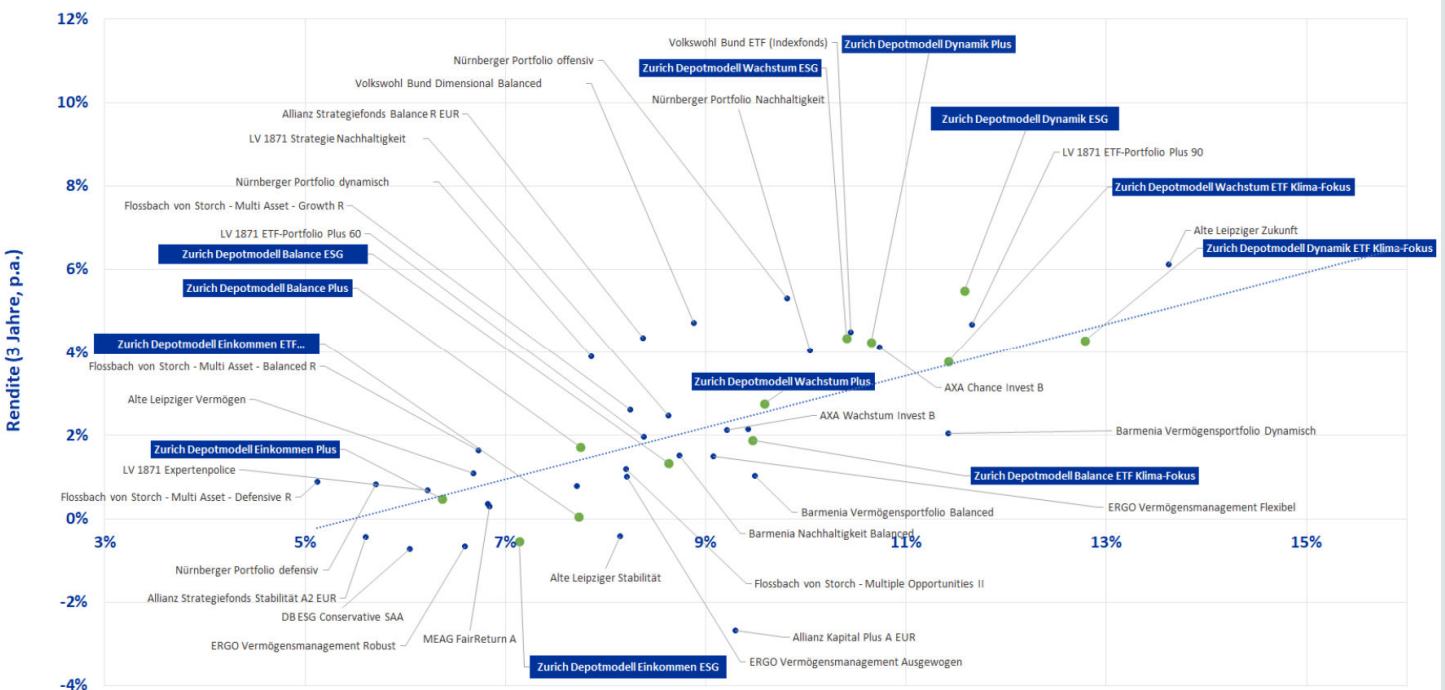 12%
Volkswohl Bund ETF (Indexfonds)
Zurich Depotmodell Dynamik Plus
Nürnberger Portfolio offensiv
Zurich Depotmodell Wachstum ESG
Volkswohl Bund Dimensional Balanced
Nürnberger Portfolio Nachhaltigkeit
10%
Allianz Strategiefonds Balance R EUR
Zurich Depotmodell Dynamik ESG
LV 1871 Strategie Nachhaltigkeit
LV 1871 ETF-Portfolio Plus 90
8%
Nürnberger Portfolio dynamisch
Zurich Depotmodell Wachstum ETF Klima-Fokus
Flossbach von Storch - Multi Asset - Growth R
LV 1871 ETF-Portfolio Plus 60
Alte Leipziger Zukunft
Zurich Depotmodell Balance ESG
Zurich Depotmodell Dynamik ETF Klima-Fokus
6%
Zurich Depotmodell Balance Plus
Rendite (3 Jahre, p.a.)
Zurich Depotmodell Einkommen ETF...
4%
Flossbach von Storch - Multi Asset - Balanced R
Zurich Depotmodell Wachstum Plus
AXA Chance Invest B
Alte Leipziger Vermögen
AXA Wachstum Invest B
2%
Barmenia Vermögensportfolio Dynamisch
Zurich Depotmodell Einkommen Plus
LV 1871 Expertenpolice
Zurich Depotmodell Balance ETF Klima-Fokus
Flossbach von Storch - Multi Asset - Defensive R
ERGO Vermögensmanagement Flexibel
Barmenia Vermögensportfolio Balanced
0%
Barmenia Nachhaltigkeit Balanced
3% 5% 7% 9% 11% 13% 15%
Nürnberger Portfolio defensiv
Alte Leipziger Stabilität
Flossbach von Storch - Multiple Opportunities II
Allianz Strategiefonds Stabilität A2 EUR
-2%
DB ESG Conservative SAA
MEAG FairReturn A
Allianz Kapital Plus A EUR
ERGO Vermögensmanagement Robust
ERGO Vermögensmanagement Ausgewogen
Zurich Depotmodell Einkommen ESG
-4%